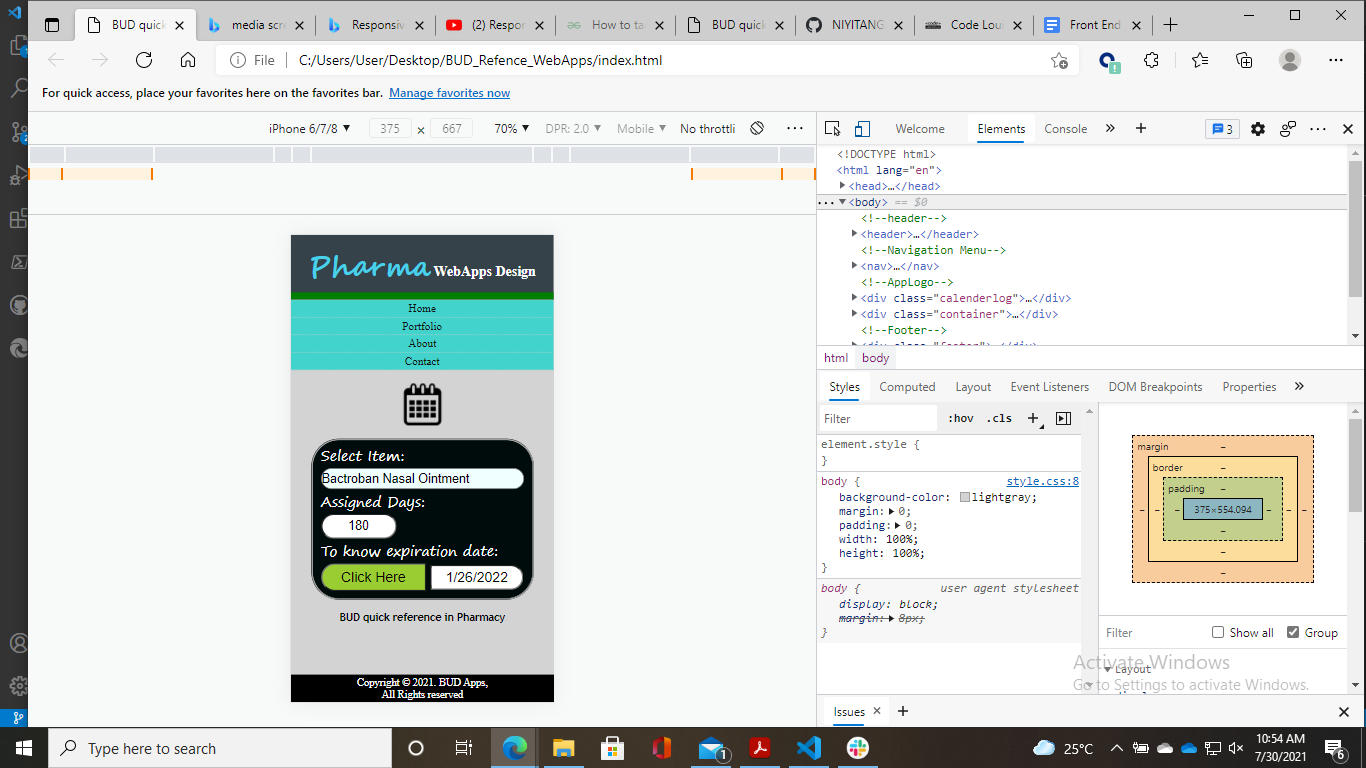 BUD quick
media scre
Responsiv
(2) Respor
How to ta
BUD quick
NIYITANG
Code Lou
Front End
File
C:/Users/User/Desktop/BUD_Refence_WebApps/index.html
For quick access, place your favorites here on the favorites bar. Manage favorites now
iPhone 6/7/8 ▼ 375 × 667 70% ▼ DPR: 2.0 ▼ Mobile ▼ No throttli ...
Welcome Elements Console » + 3 ...
<!DOCTYPE html>
<html lang="en">
<head>…</head>
<body> == $0
<!--header-->
<header>…</header>
<!--Navigation Menu-->
<nav>…</nav>
<!--AppLogo-->
<div class="calenderlog">…</div>
<div class="container">…</div>
<!--Footer-->
<div class="footer">…</div>
html body
Styles Computed Layout Event Listeners DOM Breakpoints Properties »
Filter :hov .cls +
element.style {
}
body { style.css:8
background-color: lightgray;
margin: 0;
padding: 0;
width: 100%;
height: 100%;
}
body { user agent stylesheet
display: block;
margin: 8px;
}
margin –
border –
padding –
– – – 375×554.094 – – –
–
–
–
Filter Show all Group
Layout
Activate Windows
Go to Settings to activate Windows.
Issues × +
Pharma WebApps Design
Home
Portfolio
About
Contact
Select Item:
Bactroban Nasal Ointment
Assigned Days:
180
To know expiration date:
Click Here 1/26/2022
BUD quick reference in Pharmacy
Copyright © 2021. BUD Apps,
All Rights reserved
Type here to search
1
25°C
10:54 AM
7/30/2021
6